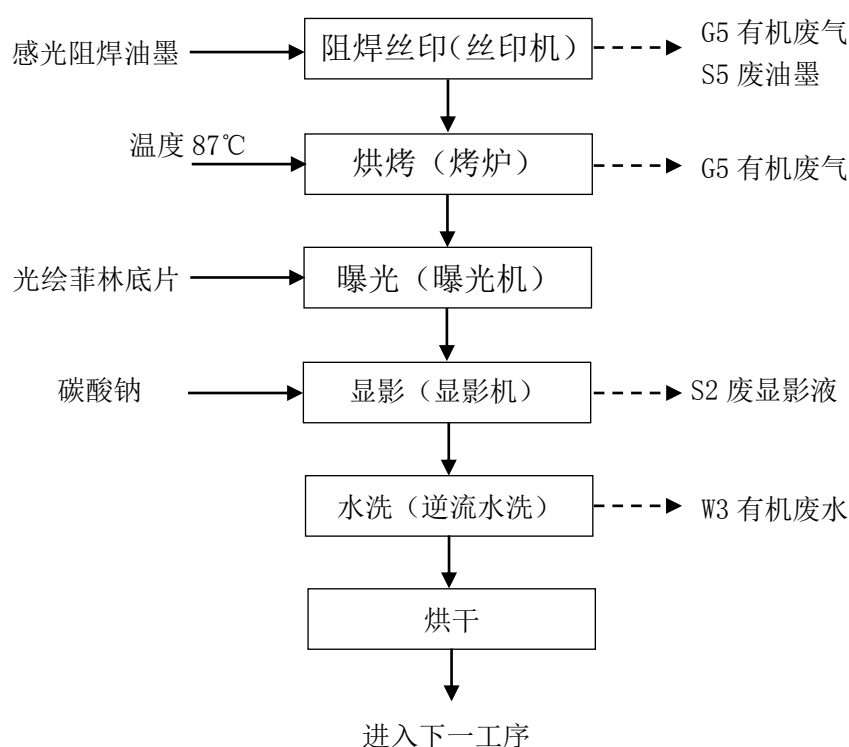 感光阻焊油墨
阻焊丝印(丝印机)
G5 有机废气
S5 废油墨
温度 87℃
烘烤（烤炉）
G5 有机废气
光绘菲林底片
曝光（曝光机）
碳酸钠
显影（显影机）
S2 废显影液
水洗（逆流水洗）
W3 有机废水
烘干
进入下一工序